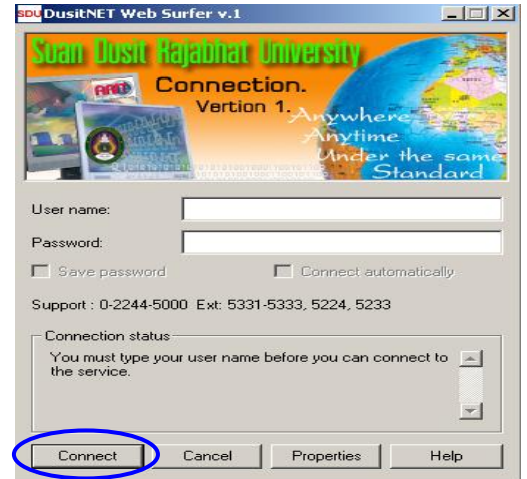 SDU DusitNET Web Surfer v.1
Suan Dusit Rajabhat University
Connection.
Vertion 1.
Anywhere
Anytime
Under the same
Standard
User name:
Password:
Save password Connect automatically
Support : 0-2244-5000 Ext: 5331-5333, 5224, 5233
Connection status
You must type your user name before you can connect to
the service.
Connect Cancel Properties Help